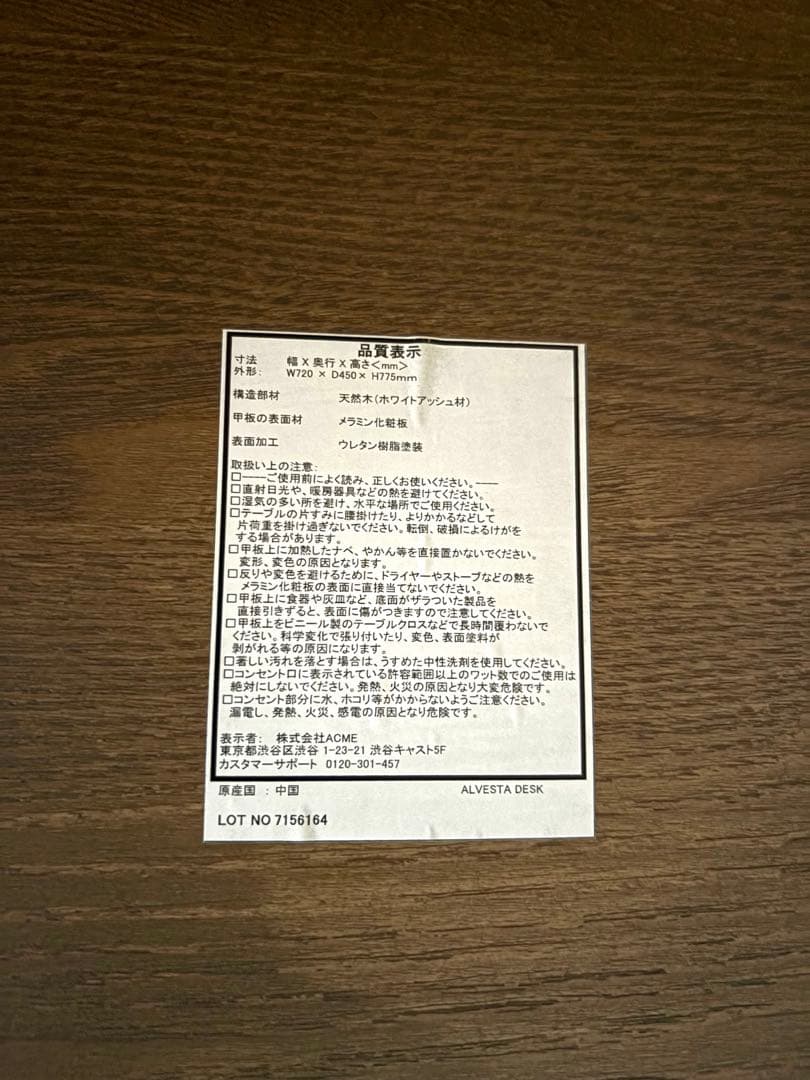 品質表示
寸法 幅 X 奥行 X 高さ<mm>
外形: W720 × D450× H775mm
構造部材 天然木(ホワイトアッシュ材)
甲板の表面材 メラミン化粧板
表面加工 ウレタン樹脂塗装
取扱い上の注意:
□----ご使用前によく読み、正しくお使いください。----
□直射日光や、暖房器具などの熱を避けてください。
□湿気の多い所を避け、水平な場所でご使用ください。
□テーブルの片すみに腰掛けたり、よりかかるなどして
片荷重を掛け過ぎないでください。転倒、破損によるけがを
する場合があります。
□甲板上に加熱したナベ、やかん等を直接置かないでください。
変形、変色の原因となります。
□反りや変色を避けるために、ドライヤーやストーブなどの熱を
メラミン化粧板の表面に直接当てないでください。
□甲板上に食器や灰皿など、底面がザラついた製品を
直接引きずると、表面に傷がつきますので注意してください。
□甲板上をビニール製のテーブルクロスなどで長時間覆わないで
ください。科学変化で張り付いたり、変色、表面塗料が
剥がれる等の原因になります。
□著しい汚れを落とす場合は、うすめた中性洗剤を使用してください。
□コンセント口に表示されている許容範囲以上のワット数でのご使用は
絶対にしないでください。発熱、火災の原因となり大変危険です。
□コンセント部分に水、ホコリ等がかからないようご注意ください。
漏電し、発熱、火災、感電の原因となり危険です。
表示者: 株式会社ACME
東京都渋谷区渋谷 1-23-21 渋谷キャスト5F
カスタマーサポート 0120-301-457
原産国 : 中国 ALVESTA DESK
LOT NO 7156164